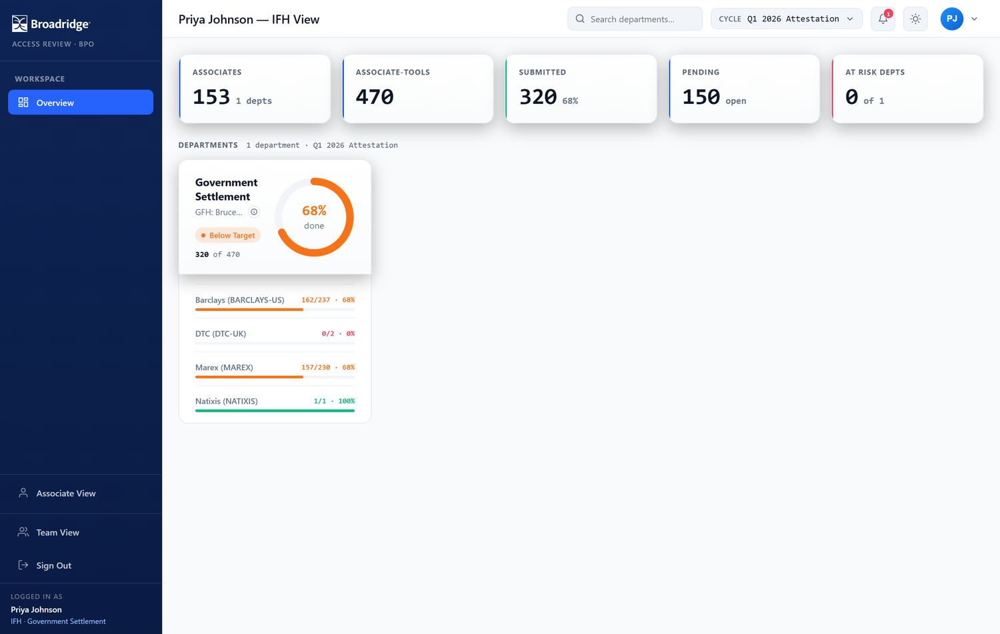 Broadridge
ACCESS REVIEW · BPO
WORKSPACE
Overview
Associate View
Team View
Sign Out
LOGGED IN AS
Priya Johnson
IFH · Government Settlement
Priya Johnson — IFH View
Search departments...
CYCLE Q1 2026 Attestation
1
PJ
ASSOCIATES
153 1 depts
ASSOCIATE-TOOLS
470
SUBMITTED
320 68%
PENDING
150 open
AT RISK DEPTS
0 of 1
DEPARTMENTS 1 department · Q1 2026 Attestation
Government
Settlement
GFH: Bruce...
Below Target
320 of 470
68%
done
Barclays (BARCLAYS-US) 162/237 · 68%
DTC (DTC-UK) 0/2 · 0%
Marex (MAREX) 157/230 · 68%
Natixis (NATIXIS) 1/1 · 100%